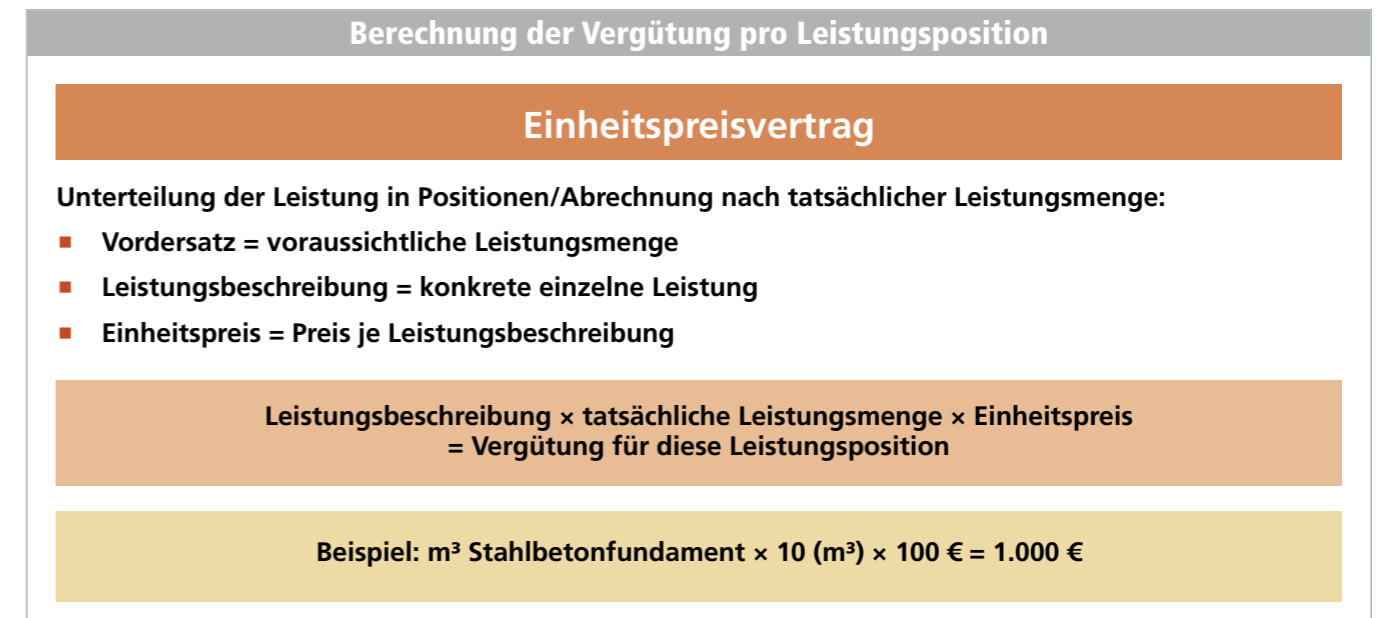 Berechnung der Vergütung pro Leistungsposition
Einheitspreisvertrag
Unterteilung der Leistung in Positionen/Abrechnung nach tatsächlicher Leistungsmenge:
▪ Vordersatz = voraussichtliche Leistungsmenge
▪ Leistungsbeschreibung = konkrete einzelne Leistung
▪ Einheitspreis = Preis je Leistungsbeschreibung
Leistungsbeschreibung × tatsächliche Leistungsmenge × Einheitspreis
= Vergütung für diese Leistungsposition
Beispiel: m³ Stahlbetonfundament × 10 (m³) × 100 € = 1.000 €